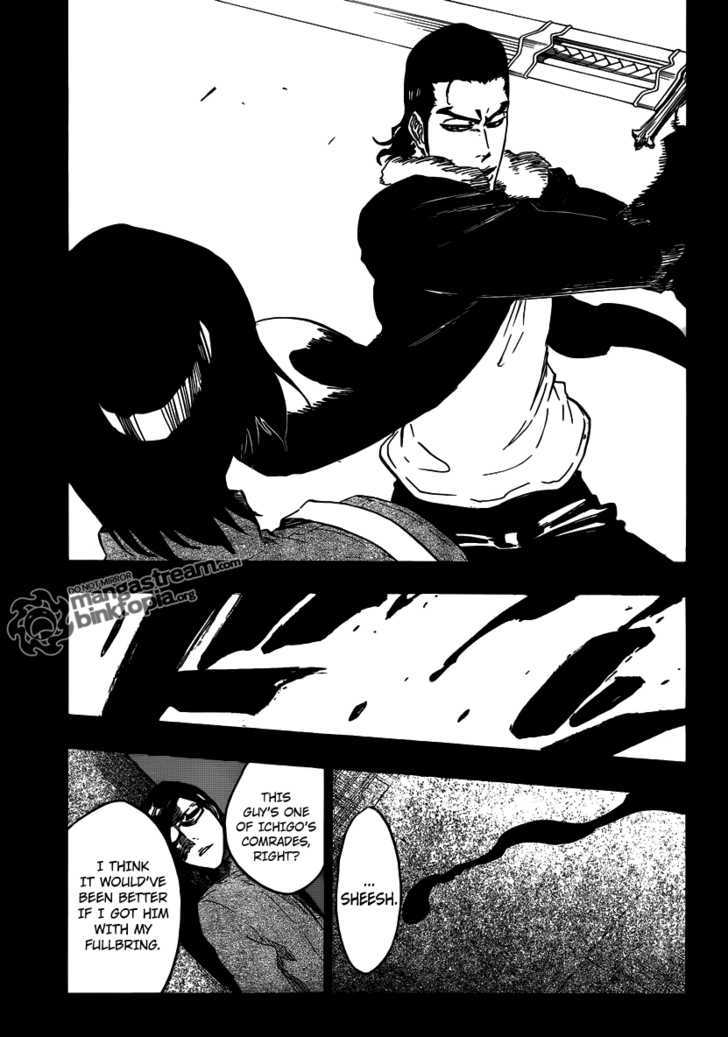 DO NOT MIRROR
mangastream.com
binktopia.org
...
SHEESH.
THIS
GUY'S ONE
OF ICHIGO'S
COMRADES,
RIGHT?
I THINK
IT WOULD'VE
BEEN BETTER
IF I GOT HIM
WITH MY
FULLBRING.